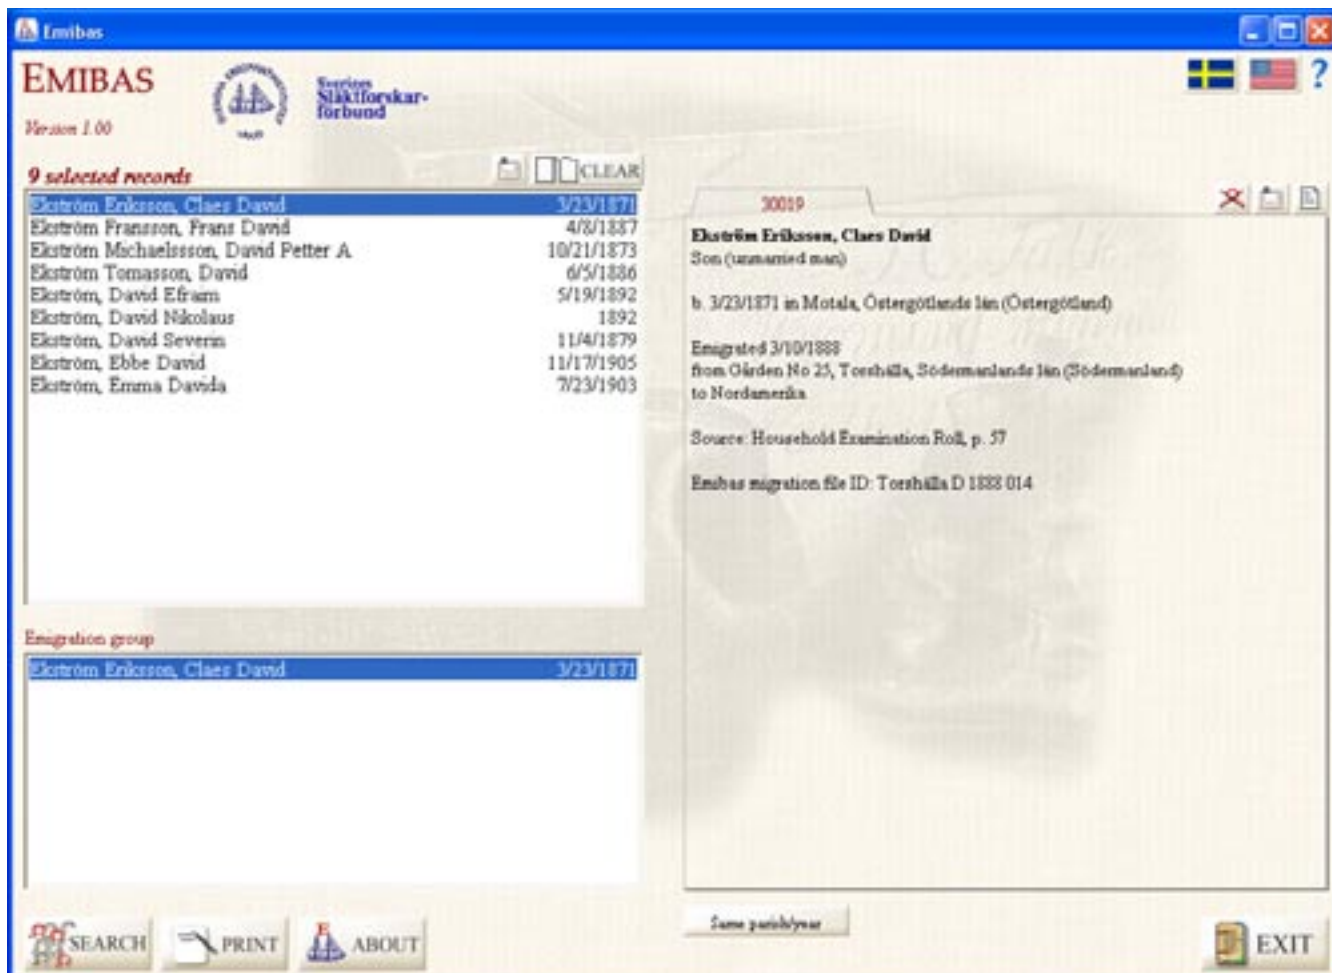 Emibas
EMIBAS
Version 1.00
Sveriges
Släktforskar-
förbund
?
9 selected records
CLEAR
Ekström Eriksson, Claes David 3/23/1871
Ekström Fransson, Frans David 4/8/1887
Ekström Michaelssson, David Petter A 10/21/1873
Ekström Tomasson, David 6/5/1886
Ekström, David Efraim 5/19/1892
Ekström, David Nikolaus 1892
Ekström, David Severin 11/4/1879
Ekström, Ebbe David 11/17/1905
Ekström, Emma Davida 7/23/1903
Emigration group
Ekström Eriksson, Claes David 3/23/1871
30019
Ekström Eriksson, Claes David
Son (unmarried man)
b. 3/23/1871 in Motala, Östergötlands län (Östergötland)
Emigrated 3/10/1888
from Gården No 25, Torshälla, Södermanlands län (Södermanland)
to Nordamerika
Source: Household Examination Roll, p. 57
Emibas migration file ID: Torshälla D 1888 014
Same parish/year
SEARCH
PRINT
ABOUT
EXIT